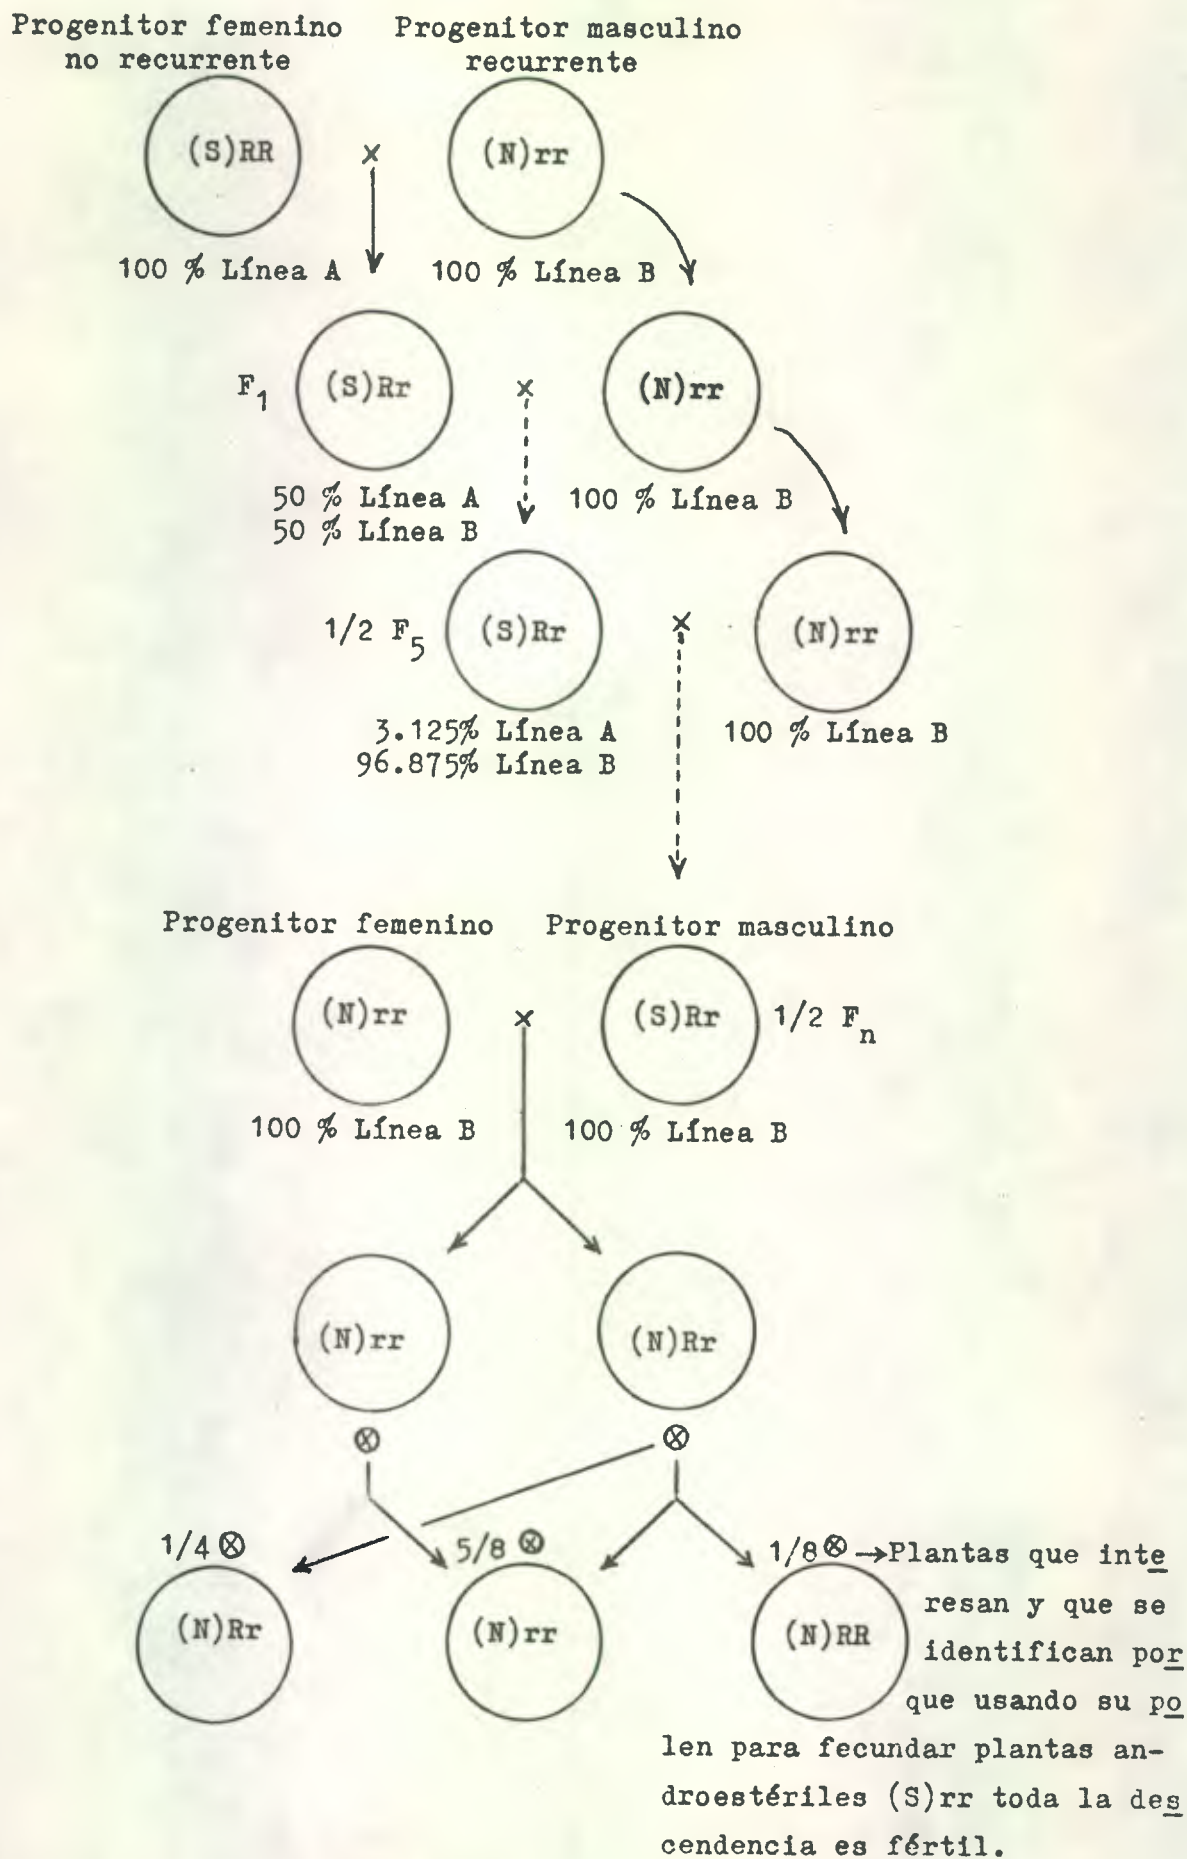 Progenitor femenino Progenitor masculino
no recurrente recurrente
(S)RR × (N)rr
100 % Línea A 100 % Línea B
F1 (S)Rr × (N)rr
50 % Línea A 100 % Línea B
50 % Línea B
1/2 F5 (S)Rr × (N)rr
3.125% Línea A 100 % Línea B
96.875% Línea B
Progenitor femenino Progenitor masculino
(N)rr × (S)Rr 1/2 Fn
100 % Línea B 100 % Línea B
(N)rr (N)Rr
⊗ ⊗
1/4 ⊗ 5/8 ⊗ 1/8 ⊗ →Plantas que inte
resan y que se
(N)Rr (N)rr (N)RR identifican por
que usando su po
len para fecundar plantas an-
droestériles (S)rr toda la des
cendencia es fértil.